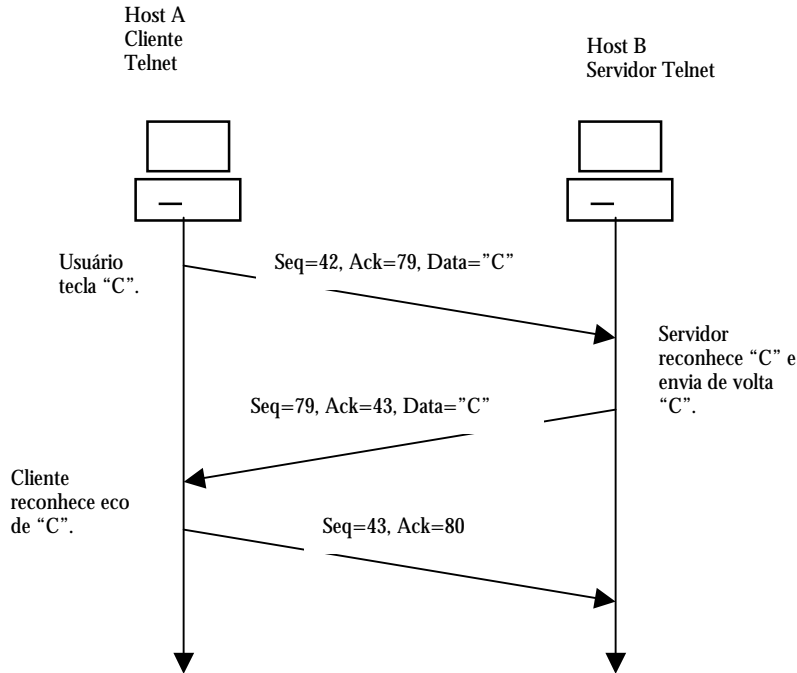 Host A
Cliente
Telnet
Host B
Servidor Telnet
Usuário
tecla “C”.
Seq=42, Ack=79, Data=”C”
Servidor
reconhece “C” e
envia de volta
“C”.
Seq=79, Ack=43, Data=”C”
Cliente
reconhece eco
de “C”.
Seq=43, Ack=80